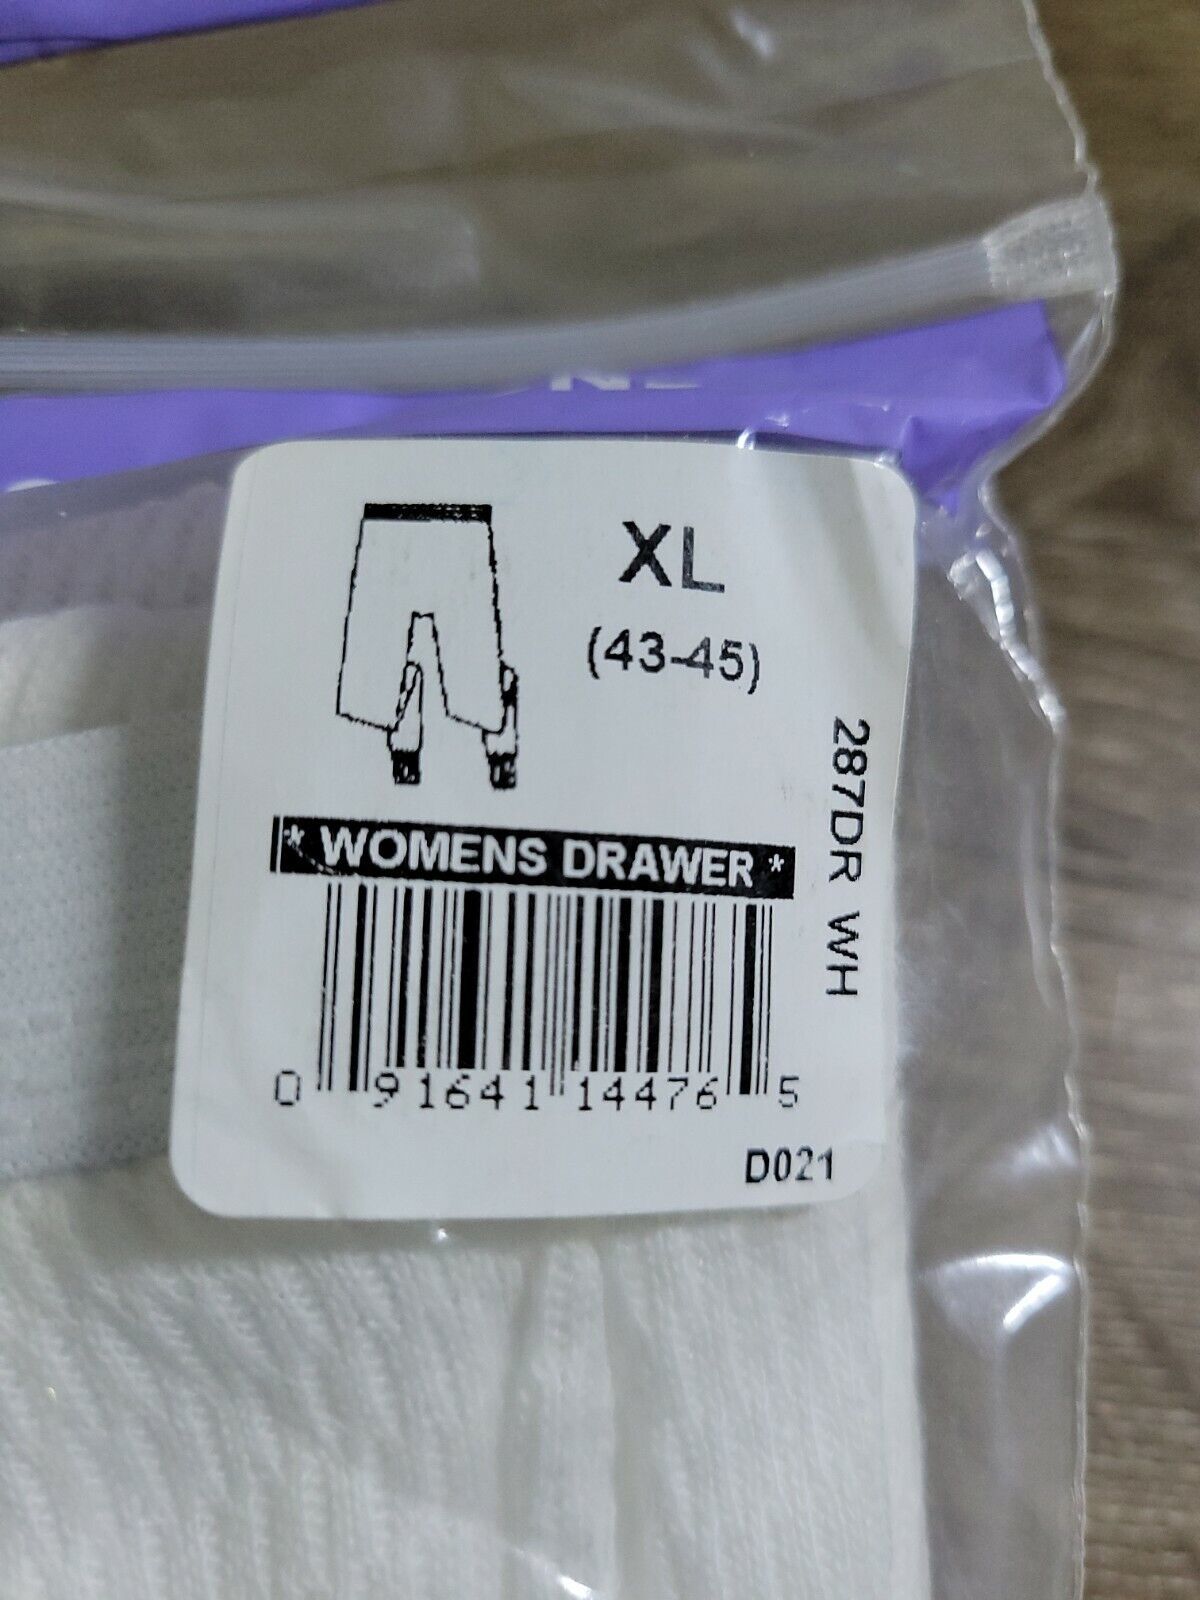 XL
(43-45)
287DR WH
* WOMENS DRAWER *
0 91641 14476 5
D021